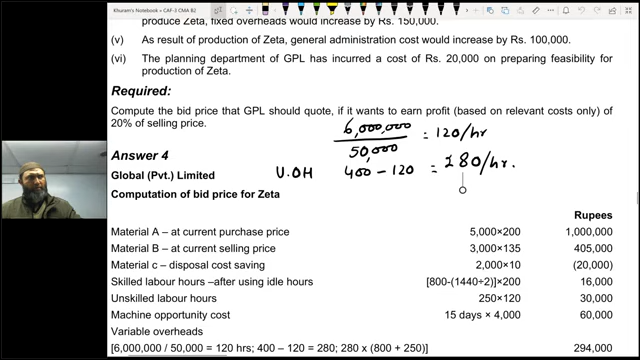 Khuram's Notebook » CAF-3 CMA B2
produce Zeta, fixed overheads would increase by Rs. 150,000.
(v) As result of production of Zeta, general administration cost would increase by Rs. 100,000.
(vi) The planning department of GPL has incurred a cost of Rs. 20,000 on preparing feasibility for
production of Zeta.
Required:
Compute the bid price that GPL should quote, if it wants to earn profit (based on relevant costs only) of
20% of selling price.
6,000,000
50,000 = 120/hr
Answer 4
Global (Pvt.) Limited
U.OH 400 - 120 = 280/hr.
Computation of bid price for Zeta
Rupees
Material A – at current purchase price 5,000×200 1,000,000
Material B – at current selling price 3,000×135 405,000
Material c – disposal cost saving 2,000×10 (20,000)
Skilled labour hours –after using idle hours [800-(1440÷2)]×200 16,000
Unskilled labour hours 250×120 30,000
Machine opportunity cost 15 days × 4,000 60,000
Variable overheads
[6,000,000 / 50,000 = 120 hrs; 400 – 120 = 280; 280 x (800 + 250)] 294,000